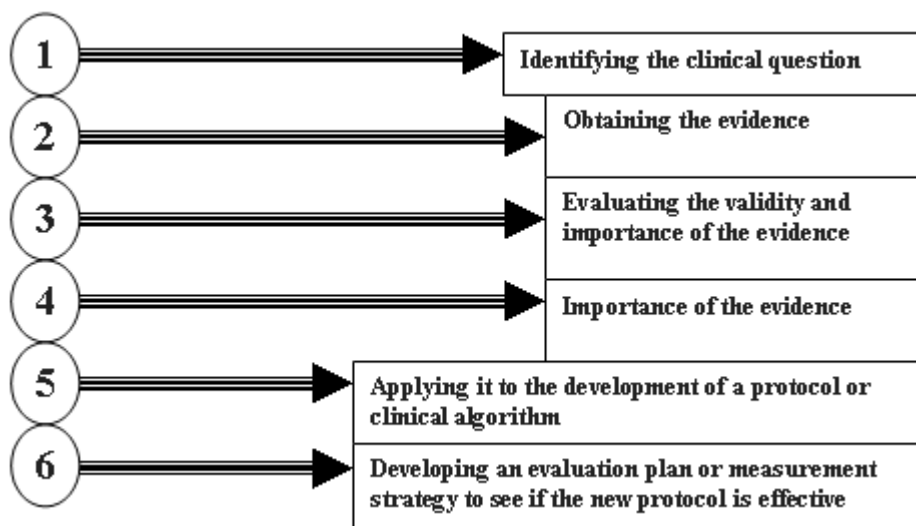 1
Identifying the clinical question
2
Obtaining the evidence
3
Evaluating the validity and
importance of the evidence
4
Importance of the evidence
5
Applying it to the development of a protocol or
clinical algorithm
6
Developing an evaluation plan or measurement
strategy to see if the new protocol is effective